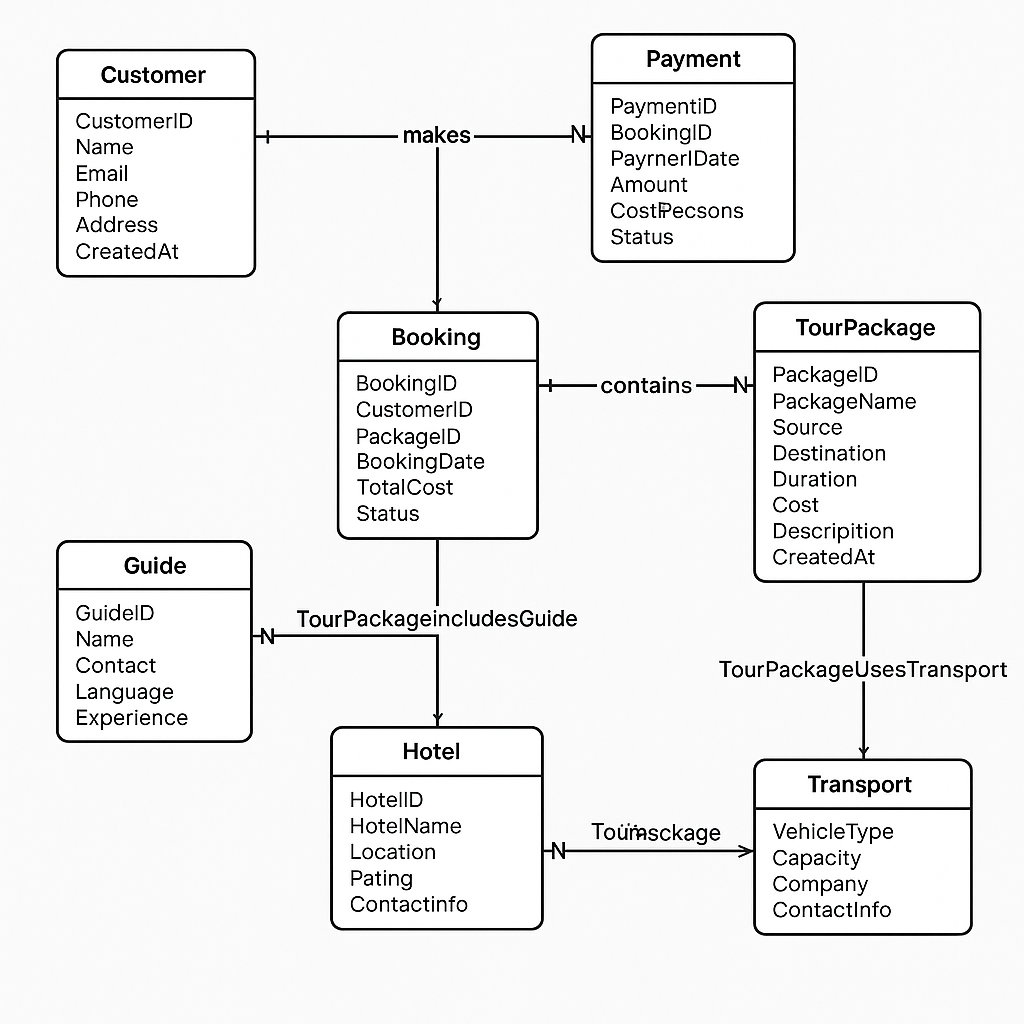 Customer
CustomerID
Name
Email
Phone
Address
CreatedAt
makes
N
Payment
PaymentiD
BookingID
PayrnerIDate
Amount
Status
Booking
BookingID
CustomerID
PackageID
BookingDate
TotalCost
Status
contains
N
TourPackage
PackageID
PackageName
Source
Destination
Duration
Cost
Descripition
CreatedAt
Guide
GuideID
Name
Contact
Language
Experience
N
TourPackageincludesGuide
TourPackageUsesTransport
Hotel
HotelID
HotelName
Location
Pating
Contactinfo
N
Transport
VehicleType
Capacity
Company
ContactInfo